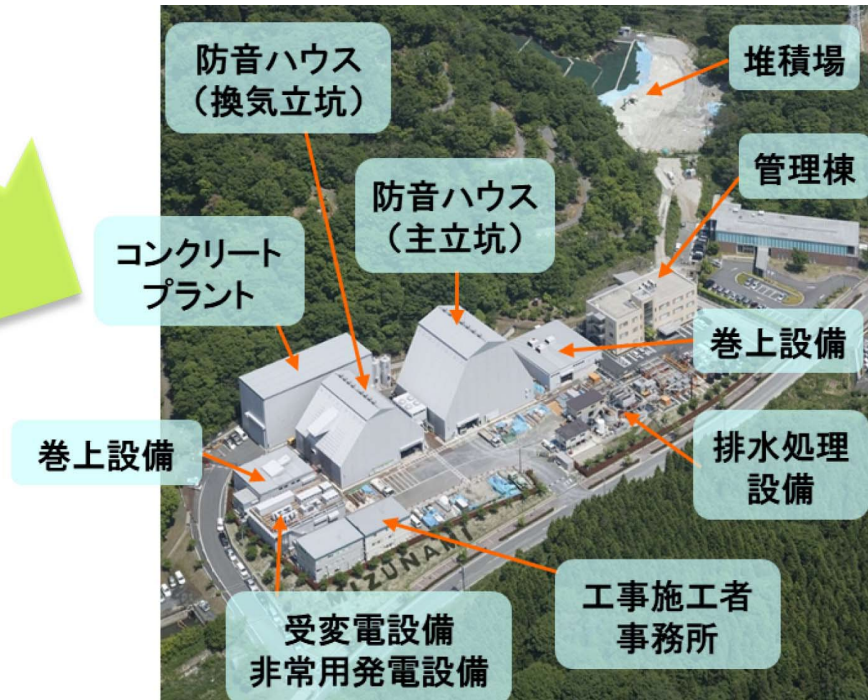 防音ハウス
（換気立坑）
堆積場
管理棟
防音ハウス
（主立坑）
コンクリート
プラント
巻上設備
巻上設備
排水処理
設備
MIZUNAMI
工事施工者
事務所
受変電設備
非常用発電設備